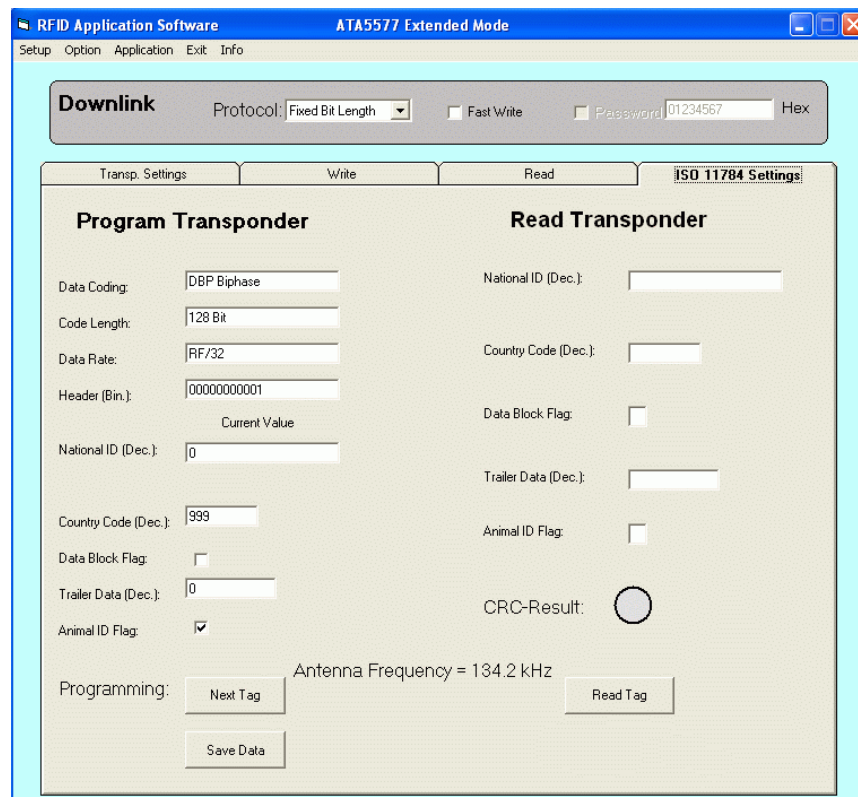 RFID Application Software ATA5577 Extended Mode
Setup Option Application Exit Info
Downlink Protocol: Fixed Bit Length Fast Write Password 01234567 Hex
Transp. Settings Write Read ISO 11784 Settings
Program Transponder
Data Coding: DBP Biphase
Code Length: 128 Bit
Data Rate: RF/32
Header (Bin.): 00000000001
Current Value
National ID (Dec.): 0
Country Code (Dec.): 999
Data Block Flag:
Trailer Data (Dec.): 0
Animal ID Flag:
Read Transponder
National ID (Dec.):
Country Code (Dec.):
Data Block Flag:
Trailer Data (Dec.):
Animal ID Flag:
CRC-Result:
Antenna Frequency = 134.2 kHz
Programming: Next Tag
Read Tag
Save Data